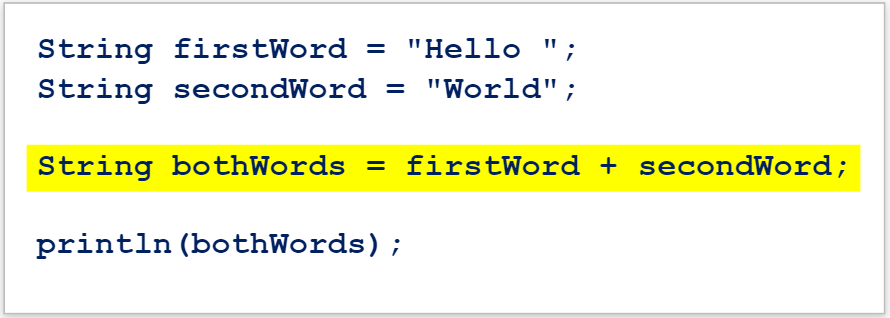 String firstWord = "Hello ";
String secondWord = "World";
String bothWords = firstWord + secondWord;
println(bothWords);